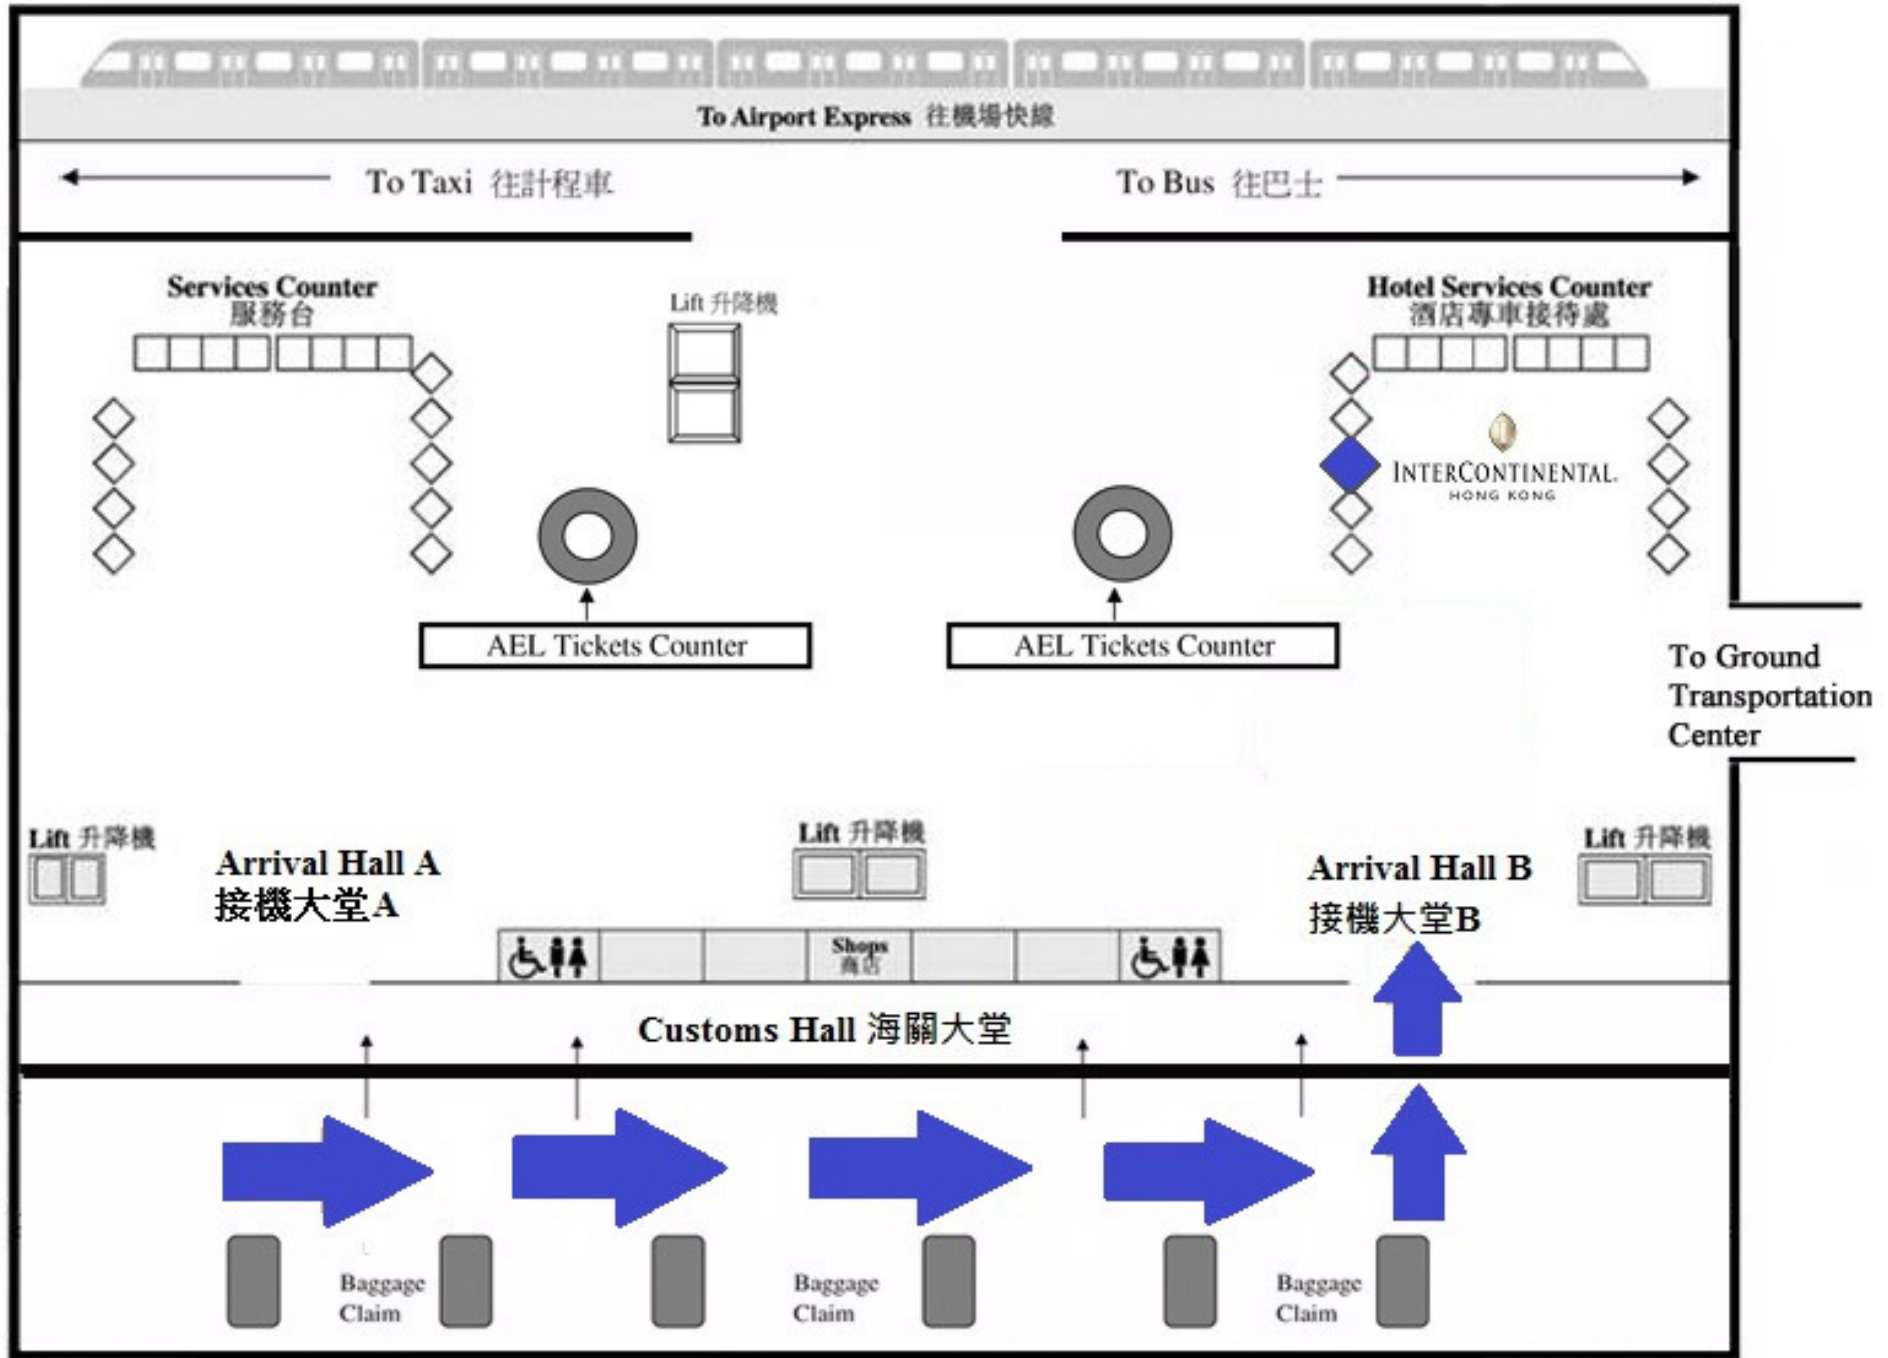 To Airport Express 往機場快線
To Taxi 往計程車
To Bus 往巴士
Services Counter
服務台
Lift 升降機
Hotel Services Counter
酒店專車接待處
INTERCONTINENTAL.
HONG KONG
AEL Tickets Counter
AEL Tickets Counter
To Ground
Transportation
Center
Lift 升降機
Arrival Hall A
接機大堂A
Lift 升降機
Arrival Hall B
接機大堂B
Lift 升降機
Shops
商店
Customs Hall 海關大堂
Baggage
Claim
Baggage
Claim
Baggage
Claim